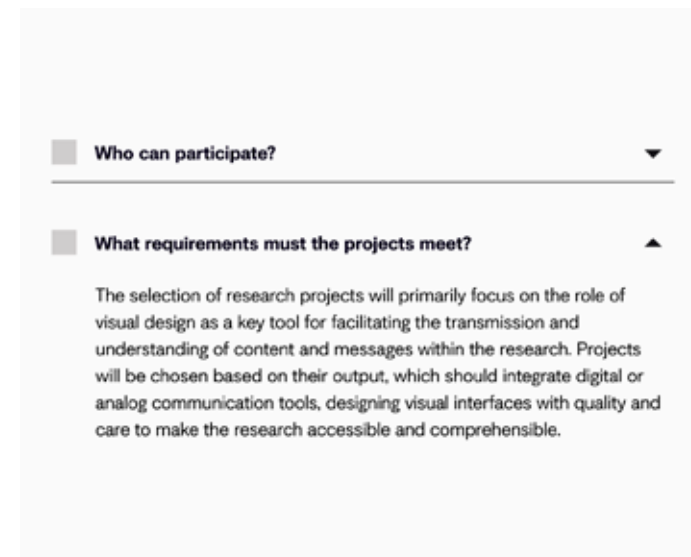 Who can participate?
What requirements must the projects meet?
The selection of research projects will primarily focus on the role of
visual design as a key tool for facilitating the transmission and
understanding of content and messages within the research. Projects
will be chosen based on their output, which should integrate digital or
analog communication tools, designing visual interfaces with quality and
care to make the research accessible and comprehensible.